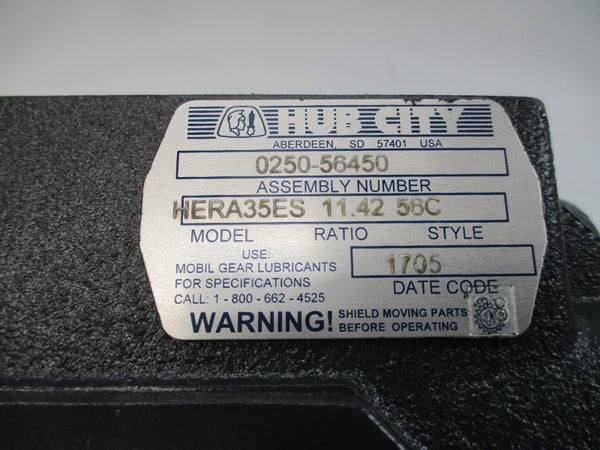 HUB CITY
ABERDEEN, SD 57401 USA
0250-56450
ASSEMBLY NUMBER
HERA35ES 11.42 56C
MODEL RATIO STYLE
USE:
MOBIL GEAR LUBRICANTS
FOR SPECIFICATIONS
CALL: 1 - 800 - 662 - 4525
1705
DATE CODE
WARNING! SHIELD MOVING PARTS
BEFORE OPERATING